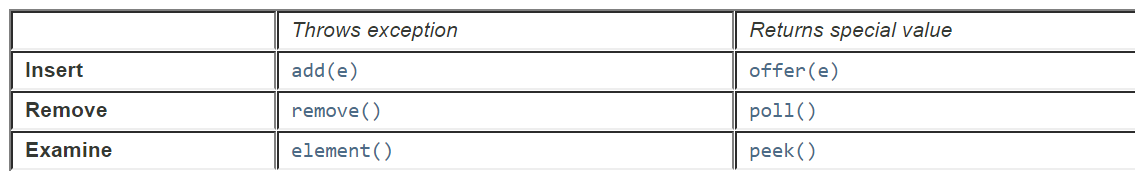 Throws exception Returns special value
Insert add(e) offer(e)
Remove remove() poll()
Examine element() peek()